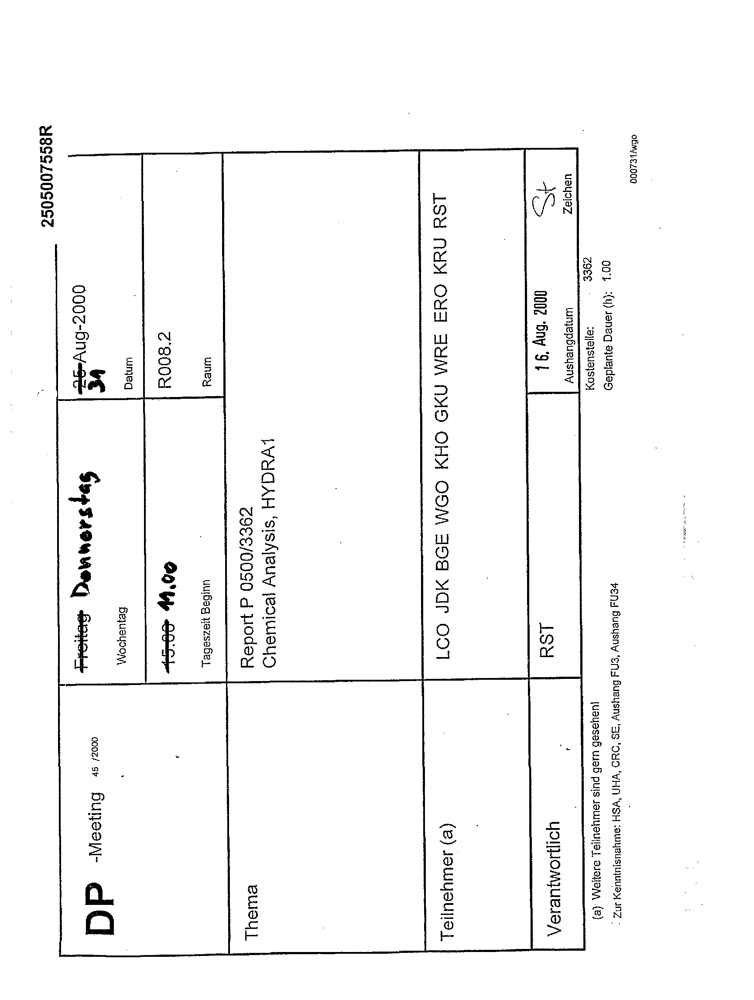 2505007558R
DP -Meeting 45 /2000
Freitag Donnerstag
Wochentag
25-Aug-2000
31
Datum
15.00 11.00
Tageszeit Beginn
R008.2
Raum
Thema
Report P 0500/3362
Chemical Analysis, HYDRA1
Teilnehmer (a)
LCO JDK BGE WGO KHO GKU WRE ERO KRU RST
Verantwortlich
RST
16. Aug. 2000
Aushangdatum
St
Zeichen
(a) Weitere Teilnehmer sind gern gesehen!
Kostenstelle: 3362
Zur Kenntnisnahme: HSA, UHA, CRC, SE, Aushang FU3, Aushang FU34
Geplante Dauer (h): 1.00
000731/wgo